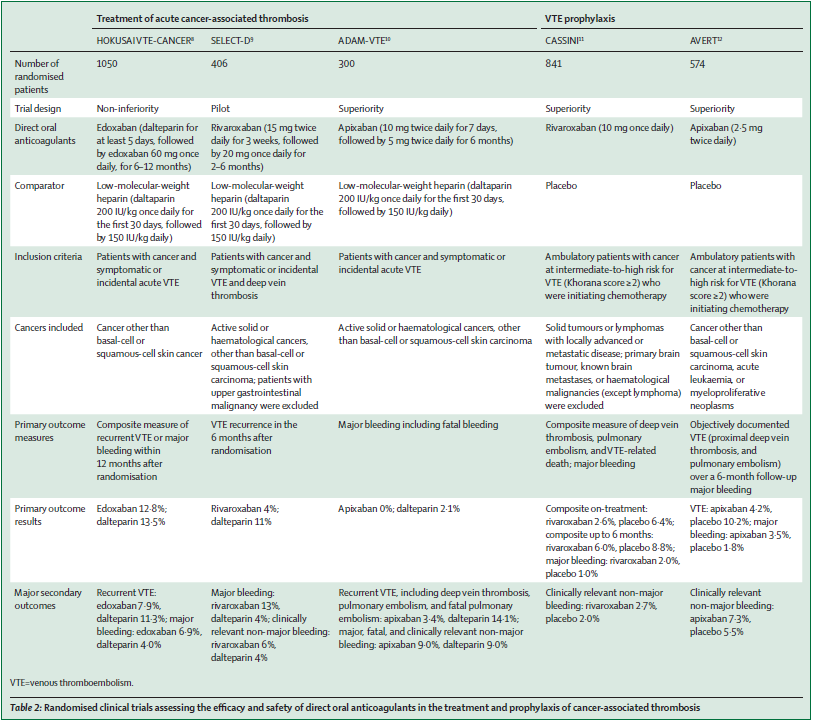 Treatment of acute cancer-associated thrombosis
VTE prophylaxis
HOKUSAI VTE-CANCER⁸
SELECT-D⁹
ADAM-VTE¹⁰
CASSINI¹¹
AVERT¹²
Number of
randomised
patients
1050
406
300
841
574
Trial design
Non-inferiority
Pilot
Superiority
Superiority
Superiority
Direct oral
anticoagulants
Edoxaban (dalteparin for
at least 5 days, followed
by edoxaban 60 mg once
daily, for 6–12 months)
Rivaroxaban (15 mg twice
daily for 3 weeks, followed
by 20 mg once daily for
2–6 months)
Apixaban (10 mg twice daily for 7 days,
followed by 5 mg twice daily for 6 months)
Rivaroxaban (10 mg once daily)
Apixaban (2·5 mg
twice daily)
Comparator
Low-molecular-weight
heparin (daltaparin
200 IU/kg once daily for
the first 30 days, followed
by 150 IU/kg daily)
Low-molecular-weight
heparin (daltaparin
200 IU/kg once daily for the
first 30 days, followed by
150 IU/kg daily)
Low-molecular-weight heparin (daltaparin
200 IU/kg once daily for the first 30 days,
followed by 150 IU/kg daily)
Placebo
Placebo
Inclusion criteria
Patients with cancer and
symptomatic or
incidental acute VTE
Patients with cancer and
symptomatic or incidental
VTE and deep vein
thrombosis
Patients with cancer and symptomatic or
incidental acute VTE
Ambulatory patients with cancer
at intermediate-to-high risk for
VTE (Khorana score ≥2) who
were initiating chemotherapy
Ambulatory patients with
cancer at intermediate-to-
high risk for VTE (Khorana
score ≥2) who were
initiating chemotherapy
Cancers included
Cancer other than
basal-cell or
squamous-cell skin cancer
Active solid or
haematological cancers,
other than basal-cell or
squamous-cell skin
carcinoma; patients with
upper gastrointestinal
malignancy were excluded
Active solid or haematological cancers, other
than basal-cell or squamous-cell skin carcinoma
Solid tumours or lymphomas
with locally advanced or
metastatic disease; primary brain
tumour, known brain
metastases, or haematological
malignancies (except lymphoma)
were excluded
Cancer other than
basal-cell or
squamous-cell skin
carcinoma, acute
leukaemia, or
myeloproliferative
neoplasms
Primary outcome
measures
Composite measure of
recurrent VTE or major
bleeding within
12 months after
randomisation
VTE recurrence in the
6 months after
randomisation
Major bleeding including fatal bleeding
Composite measure of deep vein
thrombosis, pulmonary
embolism, and VTE-related
death; major bleeding
Objectively documented
VTE (proximal deep vein
thrombosis, and
pulmonary embolism)
over a 6-month follow-up
major bleeding
Primary outcome
results
Edoxaban 12·8%;
dalteparin 13·5%
Rivaroxaban 4%;
dalteparin 11%
Apixaban 0%; dalteparin 2·1%
Composite on-treatment:
rivaroxaban 2·6%, placebo 6·4%;
composite up to 6 months:
rivaroxaban 6·0%, placebo 8·8%;
major bleeding: rivaroxaban 2·0%,
placebo 1·0%
VTE: apixaban 4·2%,
placebo 10·2%; major
bleeding: apixaban 3·5%,
placebo 1·8%
Major secondary
outcomes
Recurrent VTE:
edoxaban 7·9%,
dalteparin 11·3%; major
bleeding: edoxaban 6·9%,
dalteparin 4·0%
Major bleeding:
rivaroxaban 13%,
dalteparin 4%; clinically
relevant non-major bleeding:
rivaroxaban 6%,
dalteparin 4%
Recurrent VTE, including deep vein thrombosis,
pulmonary embolism, and fatal pulmonary
embolism: apixaban 3·4%, dalteparin 14·1%;
major, fatal, and clinically relevant non-major
bleeding: apixaban 9·0%, dalteparin 9·0%
Clinically relevant non-major
bleeding: rivaroxaban 2·7%,
placebo 2·0%
Clinically relevant
non-major bleeding:
apixaban 7·3%,
placebo 5·5%
VTE=venous thromboembolism.
Table 2: Randomised clinical trials assessing the efficacy and safety of direct oral anticoagulants in the treatment and prophylaxis of cancer-associated thrombosis